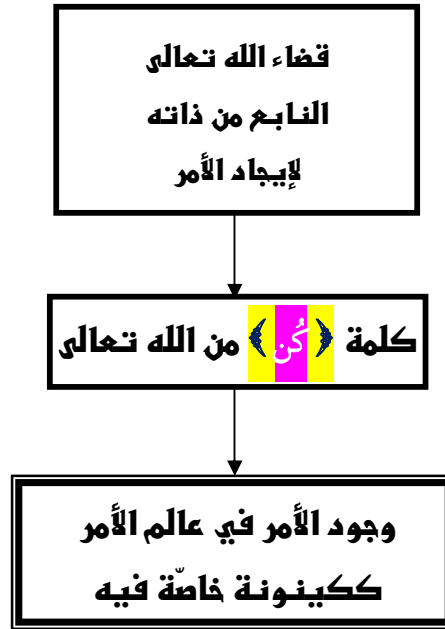 قضاء الله تعالى
النابع من ذاته
لإيجاد الأمر
كلمة ﴿ كُن ﴾ من الله تعالى
وجود الأمر في عالم الأمر
ككينونة خاصّة فيه